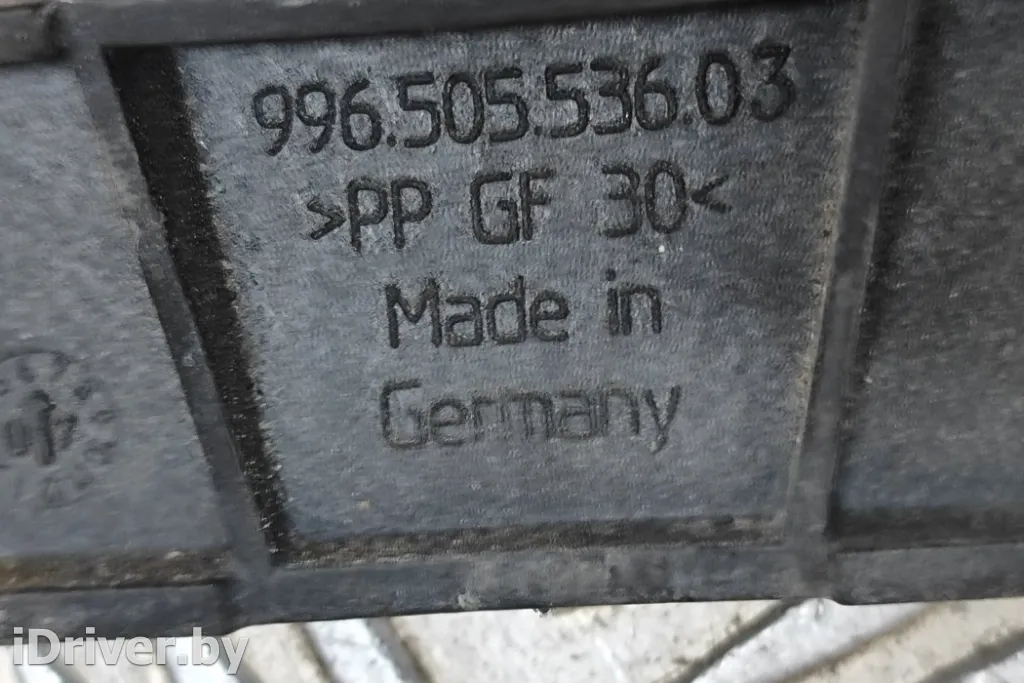 996.505.536.03
>PP GF 30<
Made in
Germany
iDriver.by